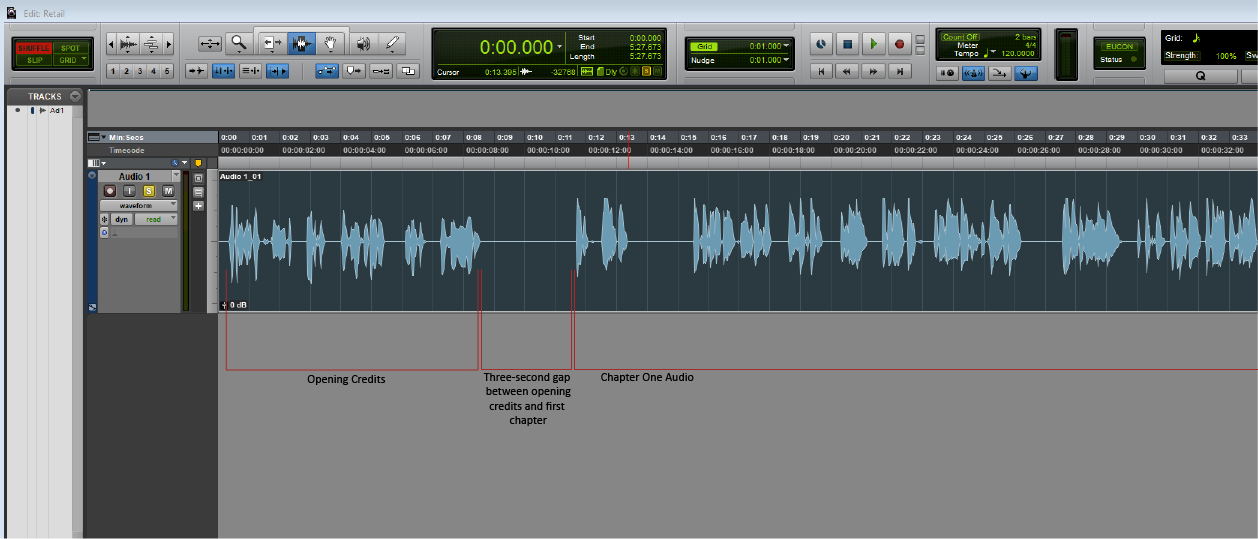 Edit: Retail
SHUFFLE SPOT
SLIP GRID
1 2 3 4 5
0:00.000
Start 0:00.000
End 5:27.673
Length 5:27.673
Cursor 0:13.395 -32768 Dly S M
Grid 0:01.000
Nudge 0:01.000
Count Off 2 bars
Meter 4/4
Tempo 120.0000
EUCON
Status
Grid:
Strength: 100% Sw
Q
TRACKS
Ad1
Min:Secs 0:00 0:01 0:02 0:03 0:04 0:05 0:06 0:07 0:08 0:09 0:10 0:11 0:12 0:13 0:14 0:15 0:16 0:17 0:18 0:19 0:20 0:21 0:22 0:23 0:24 0:25 0:26 0:27 0:28 0:29 0:30 0:31 0:32 0:33
Timecode 00:00:00:00 00:00:02:00 00:00:04:00 00:00:06:00 00:00:08:00 00:00:10:00 00:00:12:00 00:00:14:00 00:00:16:00 00:00:18:00 00:00:20:00 00:00:22:00 00:00:24:00 00:00:26:00 00:00:28:00 00:00:30:00 00:00:32:00
Audio 1
I S M
waveform
dyn read
Audio 1_01
0 dB
Opening Credits
Three-second gap
between opening
credits and first
chapter
Chapter One Audio